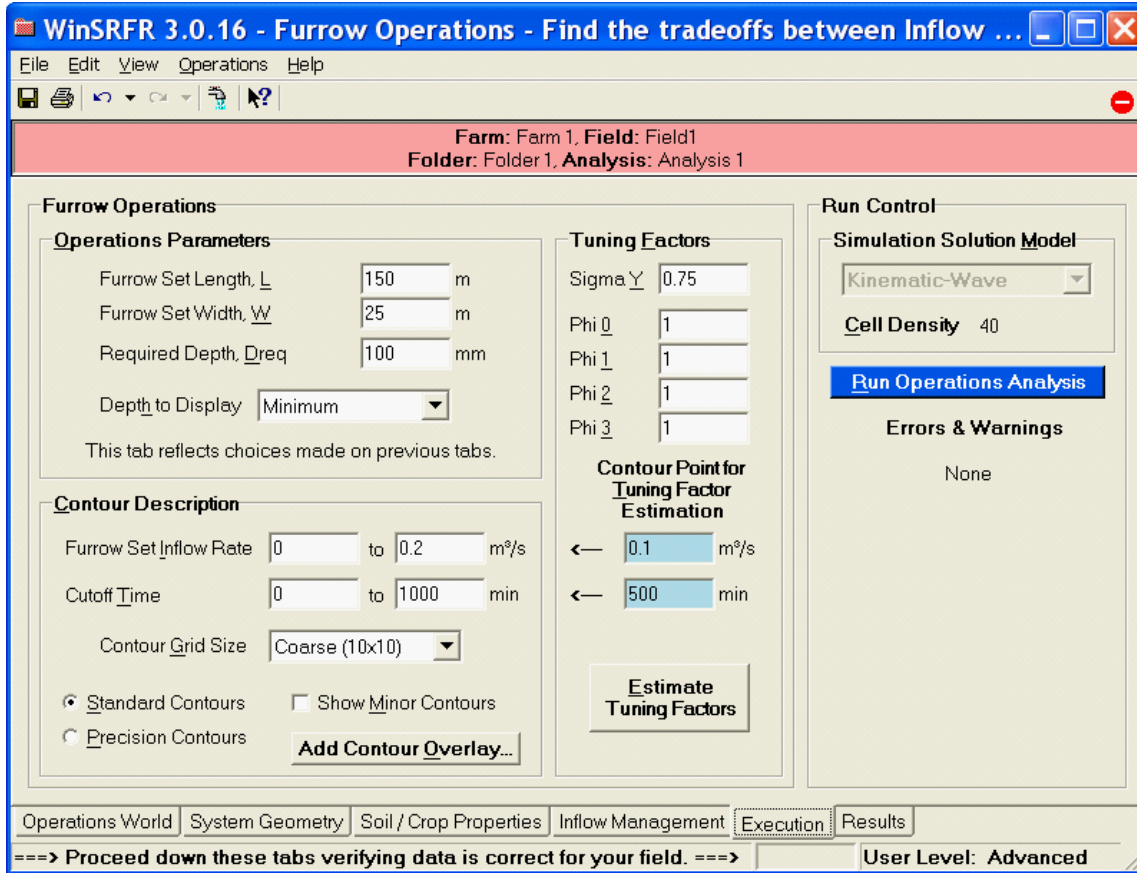 WinSRFR 3.0.16 - Furrow Operations - Find the tradeoffs between Inflow ...
File Edit View Operations Help
Farm: Farm 1, Field: Field1
Folder: Folder 1, Analysis: Analysis 1
Furrow Operations
Operations Parameters
Furrow Set Length, L 150 m
Furrow Set Width, W 25 m
Required Depth, Dreq 100 mm
Depth to Display Minimum
This tab reflects choices made on previous tabs.
Contour Description
Furrow Set Inflow Rate 0 to 0.2 m³/s
Cutoff Time 0 to 1000 min
Contour Grid Size Coarse (10x10)
Standard Contours Show Minor Contours
Precision Contours Add Contour Overlay...
Tuning Factors
Sigma Y 0.75
Phi 0 1
Phi 1 1
Phi 2 1
Phi 3 1
Contour Point for
Tuning Factor
Estimation
<— 0.1 m³/s
<— 500 min
Estimate
Tuning Factors
Run Control
Simulation Solution Model
Kinematic-Wave
Cell Density 40
Run Operations Analysis
Errors & Warnings
None
Operations World System Geometry Soil / Crop Properties Inflow Management Execution Results
===> Proceed down these tabs verifying data is correct for your field. ===> User Level: Advanced